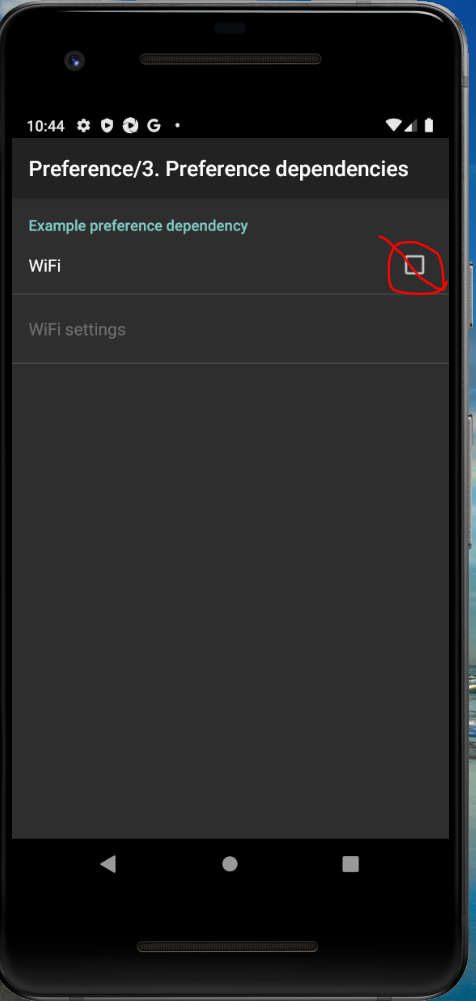 10:44 G
Preference/3. Preference dependencies
Example preference dependency
WiFi
WiFi settings